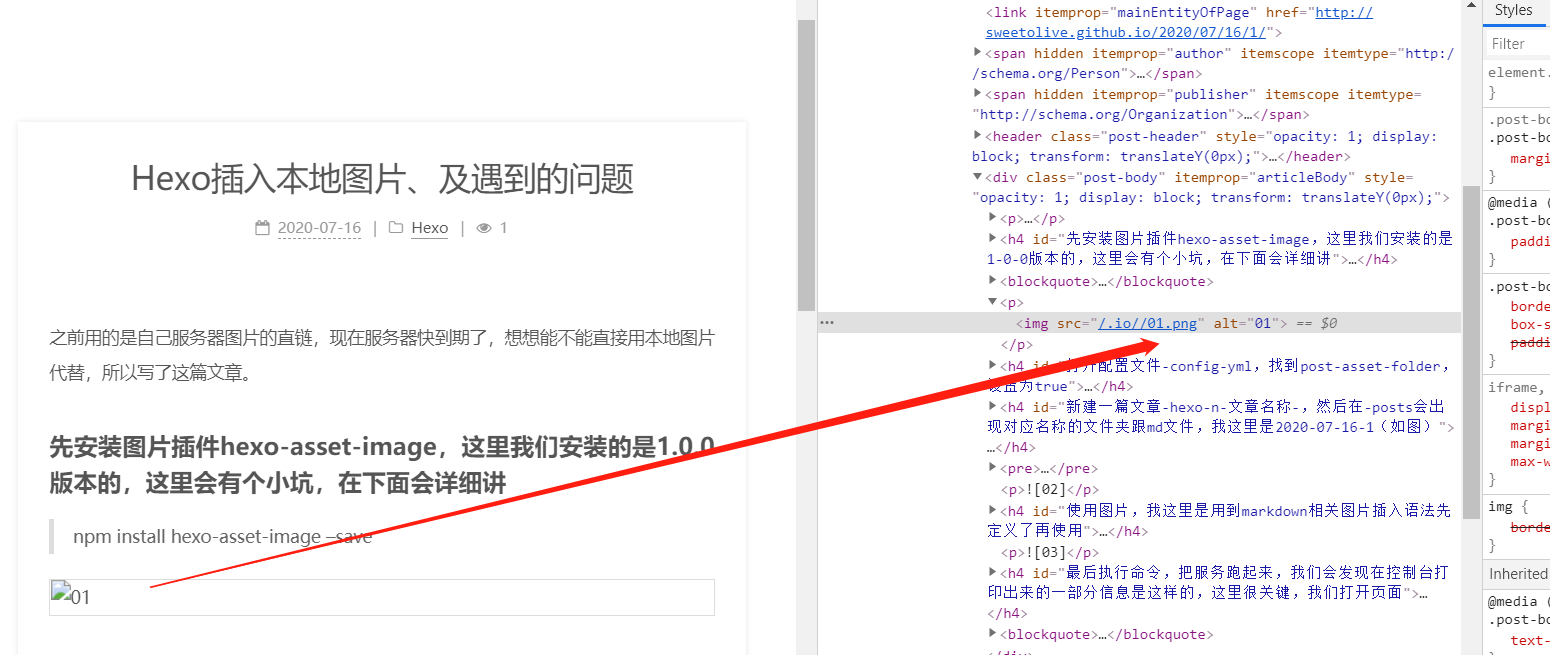 Hexo插入本地图片、及遇到的问题
2020-07-16 | Hexo | 1
之前用的是自己服务器图片的直链，现在服务器快到期了，想想能不能直接用本地图片
代替，所以写了这篇文章。
先安装图片插件hexo-asset-image，这里我们安装的是1.0.0
版本的，这里会有个小坑，在下面会详细讲
npm install hexo-asset-image –save
01
<link itemprop="mainEntityOfPage" href="http://
sweetolive.github.io/2020/07/16/1/">
<span hidden itemprop="author" itemscope itemtype="http:/
/schema.org/Person">…</span>
<span hidden itemprop="publisher" itemscope itemtype=
"http://schema.org/Organization">…</span>
<header class="post-header" style="opacity: 1; display:
block; transform: translateY(0px);">…</header>
<div class="post-body" itemprop="articleBody" style=
"opacity: 1; display: block; transform: translateY(0px);">
<p>…</p>
<h4 id="先安装图片插件hexo-asset-image，这里我们安装的是
1-0-0版本的，这里会有个小坑，在下面会详细讲">…</h4>
<blockquote>…</blockquote>
<p>
<img src="/.io//01.png" alt="01"> == $0
</p>
<h4 id="打开配置文件-config-yml，找到post-asset-folder，
设置为true">…</h4>
<h4 id="新建一篇文章-hexo-n-文章名称-，然后在-posts会出
现对应名称的文件夹跟md文件，我这里是2020-07-16-1（如图）">
…</h4>
<pre>…</pre>
<p>![02]</p>
<h4 id="使用图片，我这里是用到markdown相关图片插入语法先
定义了再使用">…</h4>
<p>![03]</p>
<h4 id="最后执行命令，把服务跑起来，我们会发现在控制台打
印出来的一部分信息是这样的，这里很关键，我们打开页面">…
</h4>
<blockquote>…</blockquote>
Styles
Filter
element.
}
.post-bo
.post-bo
margi
}
@media (
.post-bo
paddi
}
.post-bo
borde
box-s
paddi
}
iframe,
displ
margi
margi
max-w
}
img {
borde
}
Inherited
@media (
.post-bo
text-